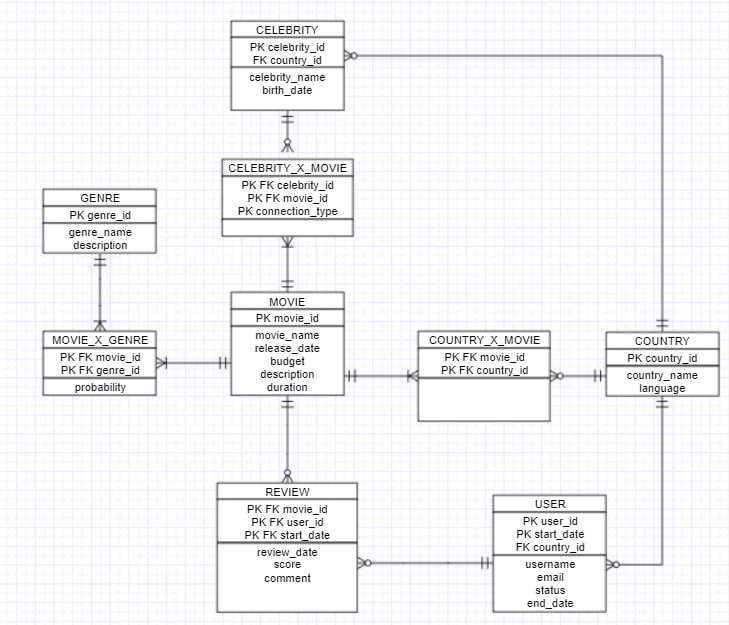 CELEBRITY
PK celebrity_id
FK country_id
celebrity_name
birth_date
CELEBRITY_X_MOVIE
PK FK celebrity_id
PK FK movie_id
PK connection_type
GENRE
PK genre_id
genre_name
description
MOVIE
PK movie_id
movie_name
release_date
budget
description
duration
MOVIE_X_GENRE
PK FK movie_id
PK FK genre_id
probability
COUNTRY_X_MOVIE
PK FK movie_id
PK FK country_id
COUNTRY
PK country_id
country_name
language
REVIEW
PK FK movie_id
PK FK user_id
PK FK start_date
review_date
score
comment
USER
PK user_id
PK start_date
FK country_id
username
email
status
end_date